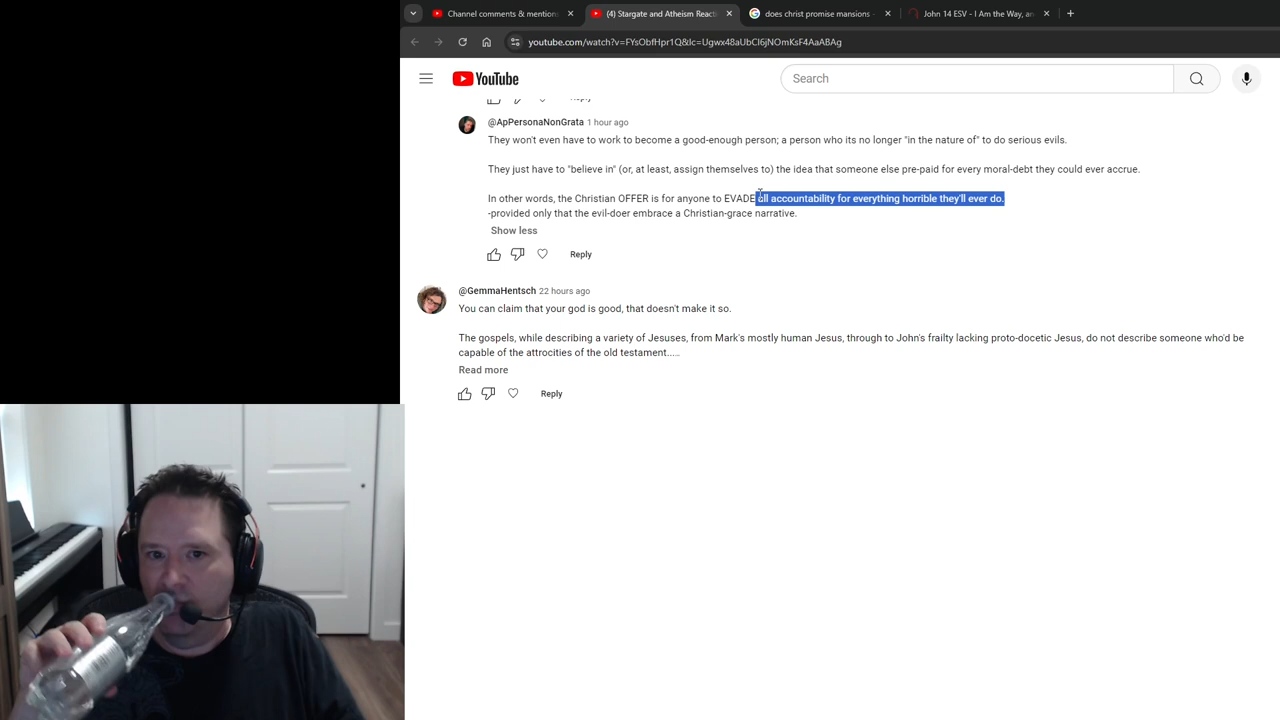 Channel comments & mention
(4) Stargate and Atheism Reacti
does christ promise mansions -
John 14 ESV - I Am the Way, an
youtube.com/watch?v=FYsObfHpr1Q&lc=Ugwx48aUbCl6jNOmKsF4AaABAg
YouTube
Search
Reply
@ApPersonaNonGrata 1 hour ago
They won't even have to work to become a good-enough person; a person who its no longer "in the nature of" to do serious evils.
They just have to "believe in" (or, at least, assign themselves to) the idea that someone else pre-paid for every moral-debt they could ever accrue.
In other words, the Christian OFFER is for anyone to EVADE all accountability for everything horrible they'll ever do.
-provided only that the evil-doer embrace a Christian-grace narrative.
Show less
Reply
@GemmaHentsch 22 hours ago
You can claim that your god is good, that doesn't make it so.
The gospels, while describing a variety of Jesuses, from Mark's mostly human Jesus, through to John's frailty lacking proto-docetic Jesus, do not describe someone who'd be
capable of the attrocities of the old testament.....
Read more
Reply